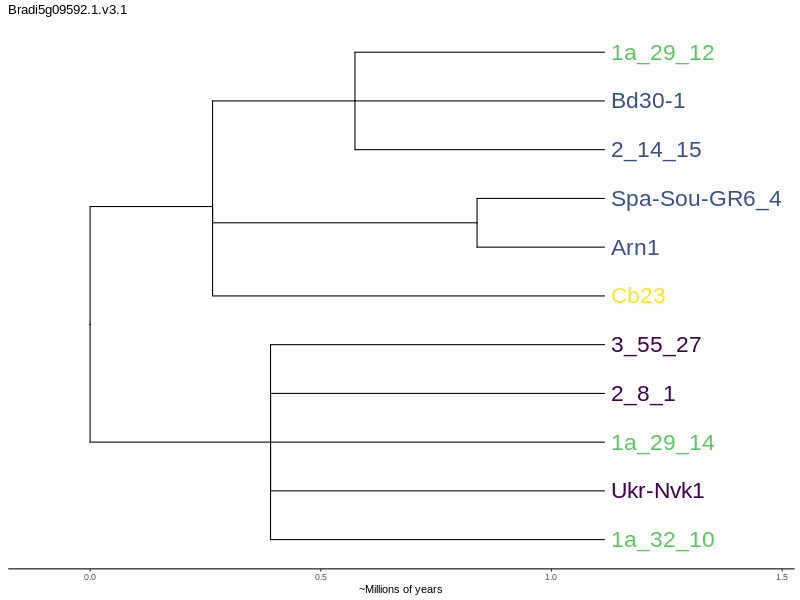 Bradi5g09592.1.v3.1
1a_29_12
Bd30-1
2_14_15
Spa-Sou-GR6_4
Arn1
Cb23
3_55_27
2_8_1
1a_29_14
Ukr-Nvk1
1a_32_10
0.0 0.5 1.0 1.5
~Millions of years